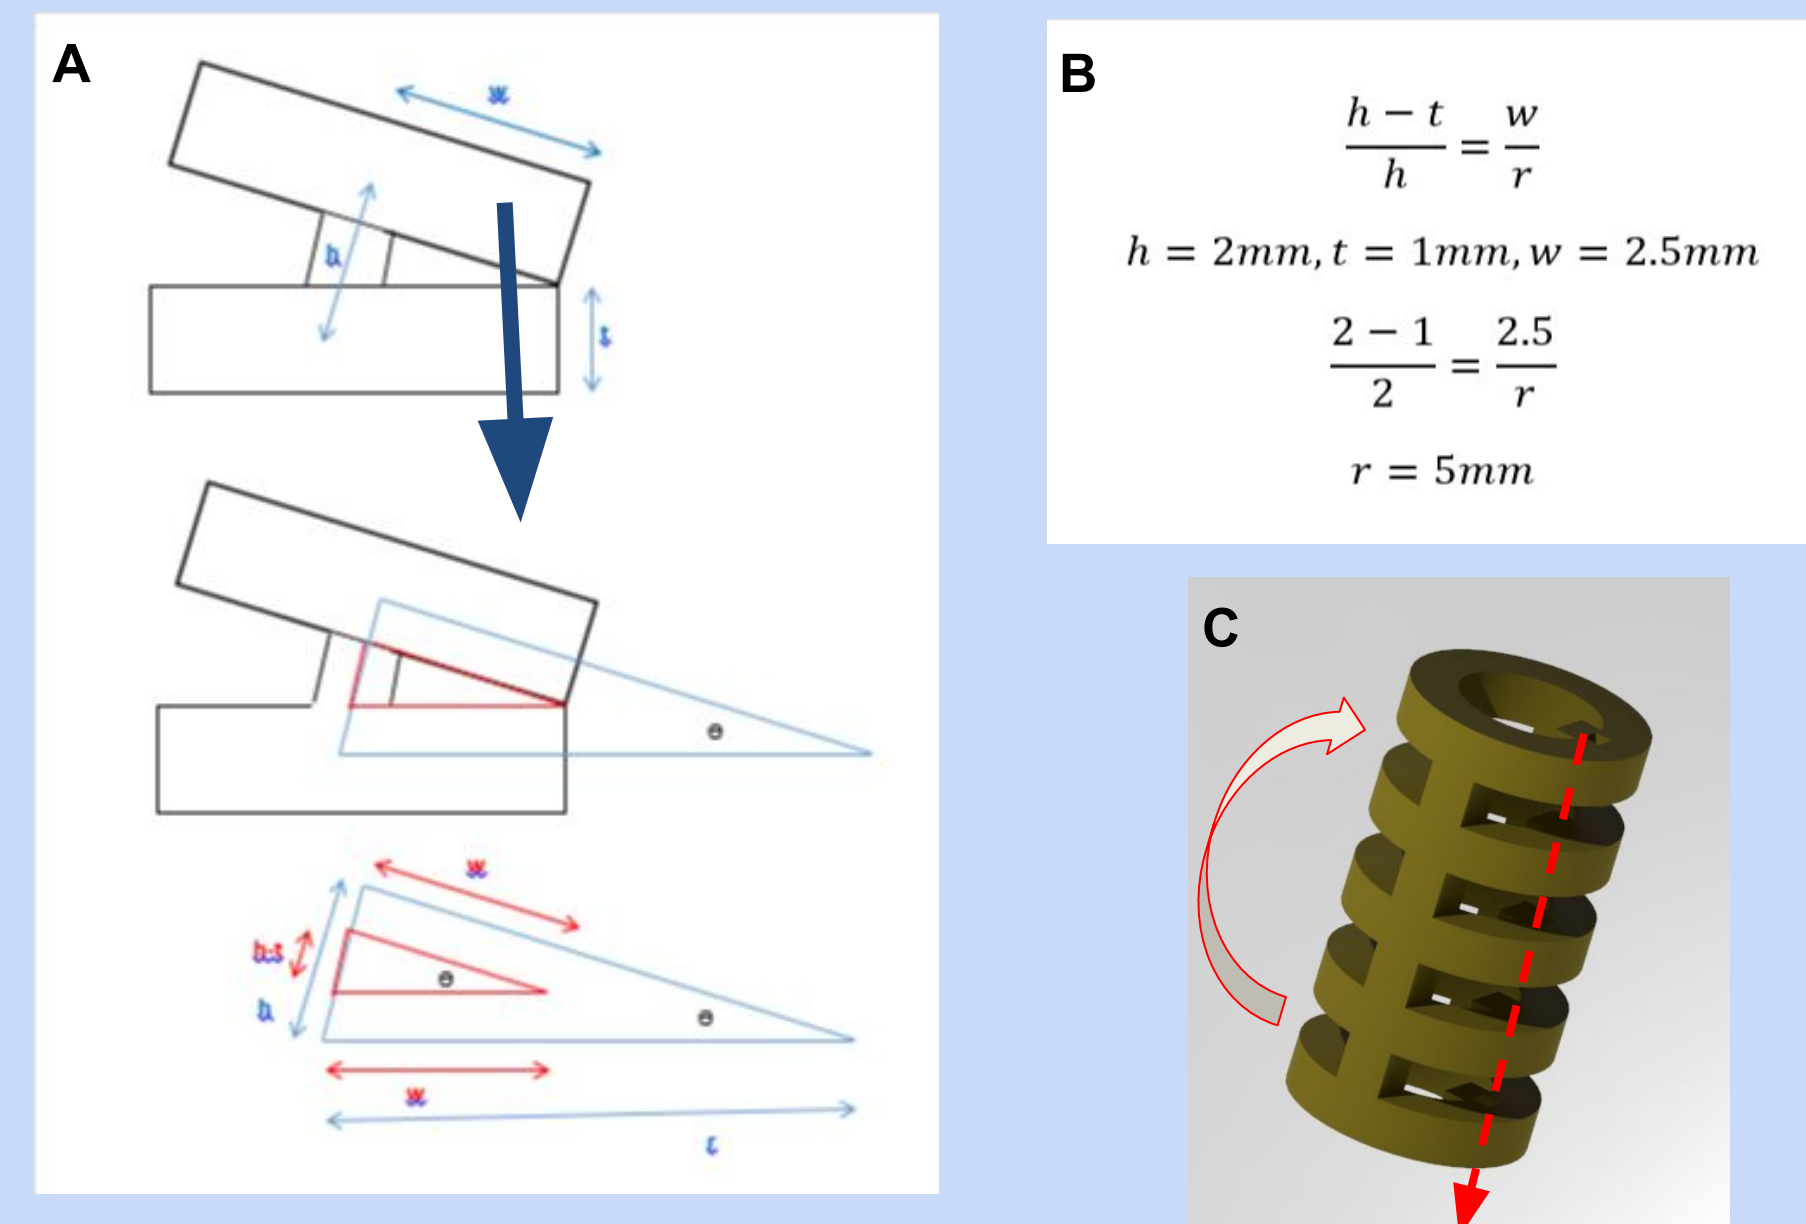 A
w
h
t
Θ
w
h-t
h
Θ
Θ
w
r
B
h − t / h = w / r
h = 2mm, t = 1mm, w = 2.5mm
2 − 1 / 2 = 2.5 / r
r = 5mm
C